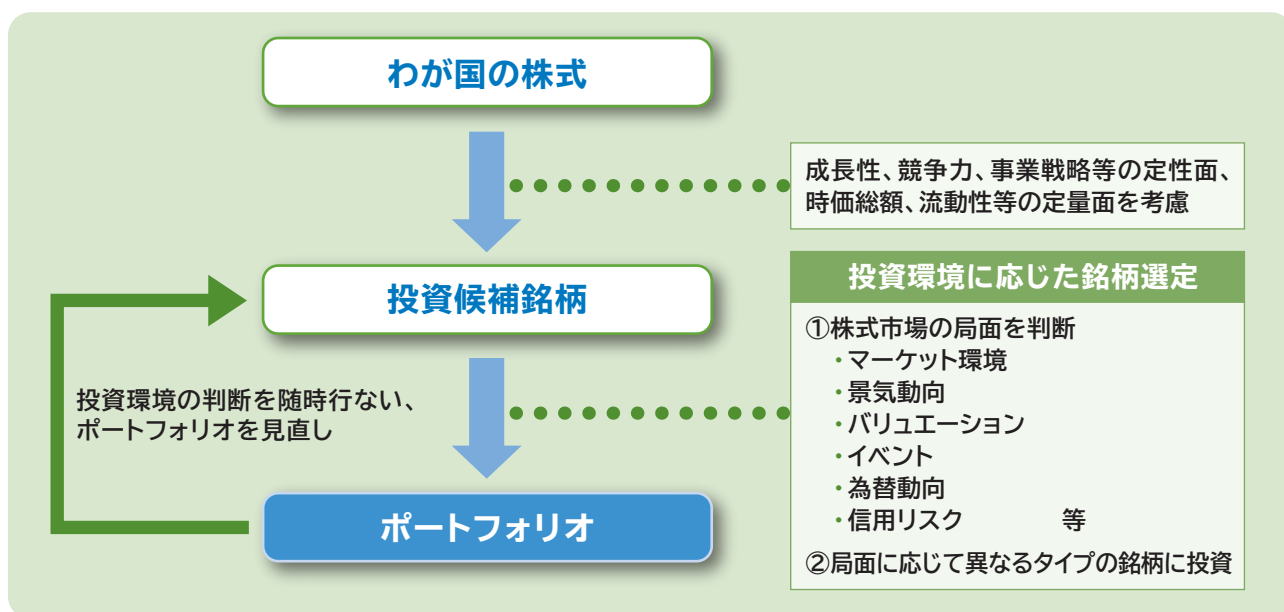 わが国の株式
成長性、競争力、事業戦略等の定性面、
時価総額、流動性等の定量面を考慮
投資候補銘柄
投資環境に応じた銘柄選定
①株式市場の局面を判断
・マーケット環境
・景気動向
・バリュエーション
・イベント
・為替動向
・信用リスク 等
②局面に応じて異なるタイプの銘柄に投資
投資環境の判断を随時行ない、
ポートフォリオを見直し
ポートフォリオ